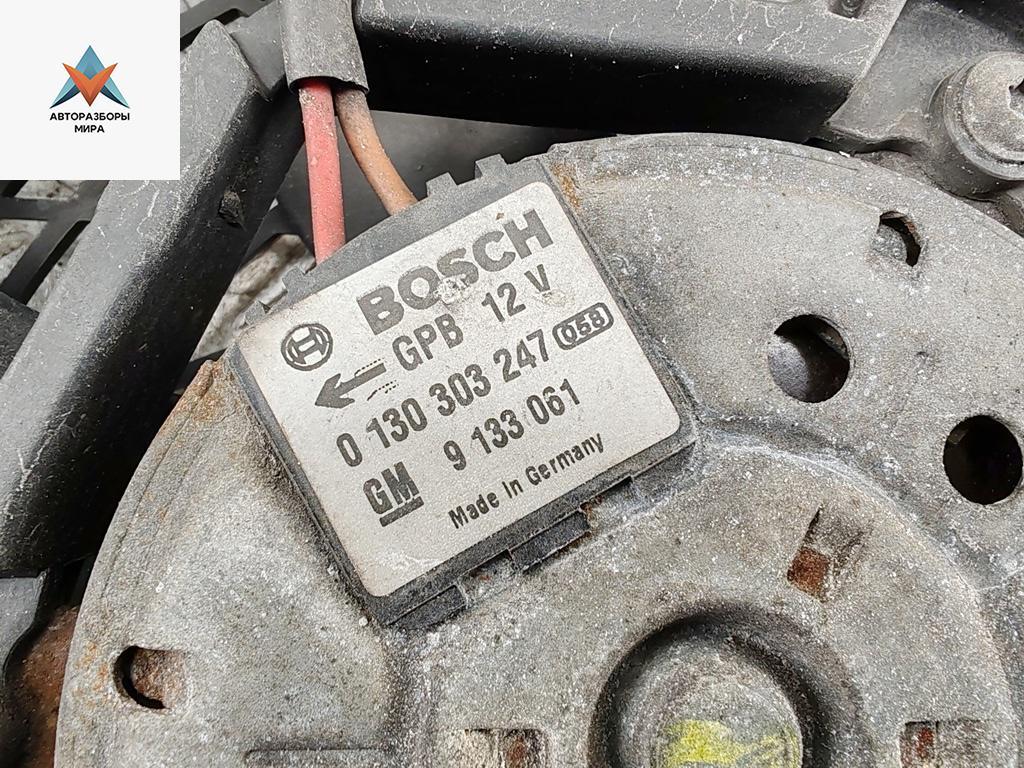 АВТОРАЗБОРЫ
МИРА
BOSCH
GPB 12 V
0 130 303 247 058
GM 9 133 061
Made in Germany